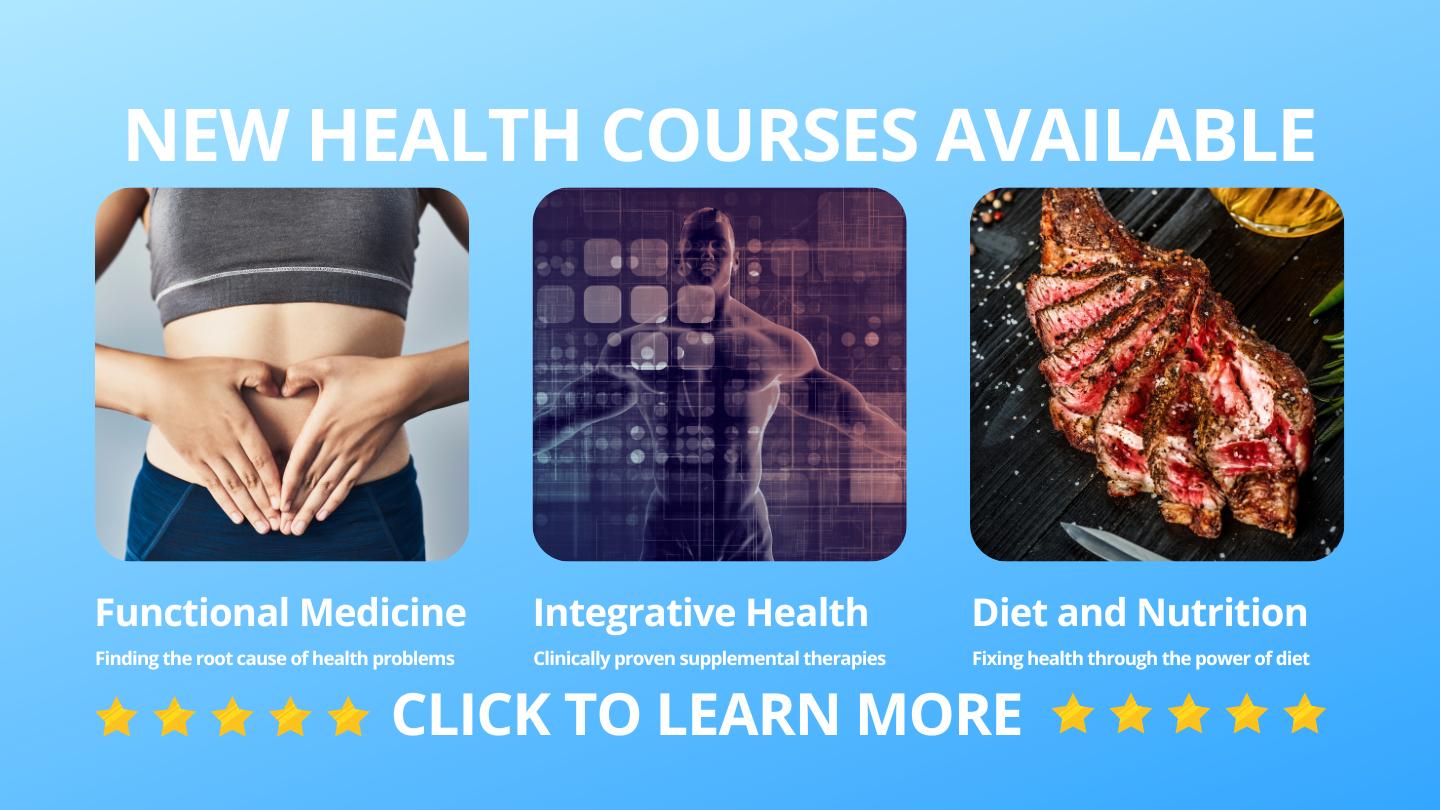 NEW HEALTH COURSES AVAILABLE
Functional Medicine
Finding the root cause of health problems
Integrative Health
Clinically proven supplemental therapies
Diet and Nutrition
Fixing health through the power of diet
CLICK TO LEARN MORE